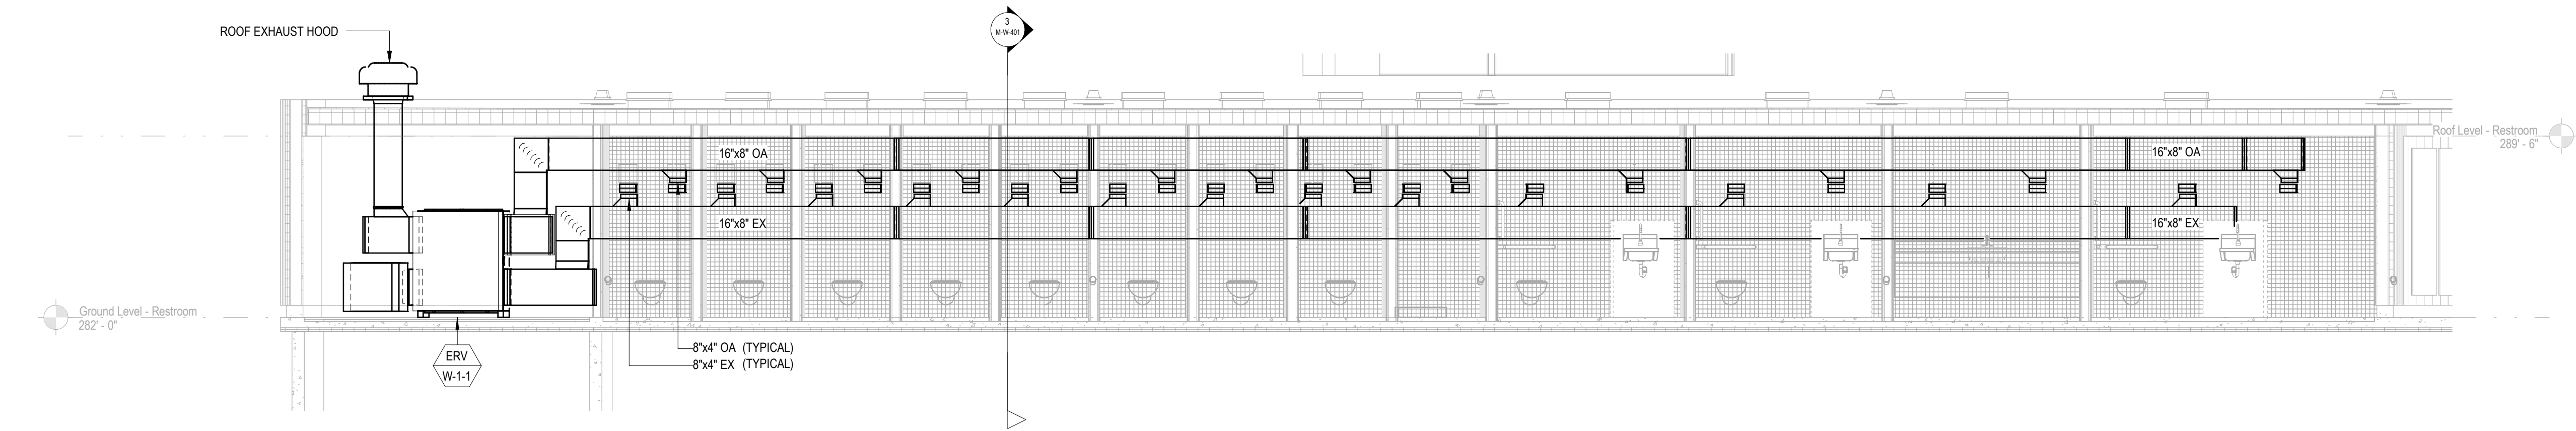 3
M-W-401
ROOF EXHAUST HOOD
16"x8" OA
16"x8" OA
Roof Level - Restroom
289' - 6"
16"x8" EX
16"x8" EX
Ground Level - Restroom
282' - 0"
8"x4" OA (TYPICAL)
8"x4" EX (TYPICAL)
ERV
W-1-1